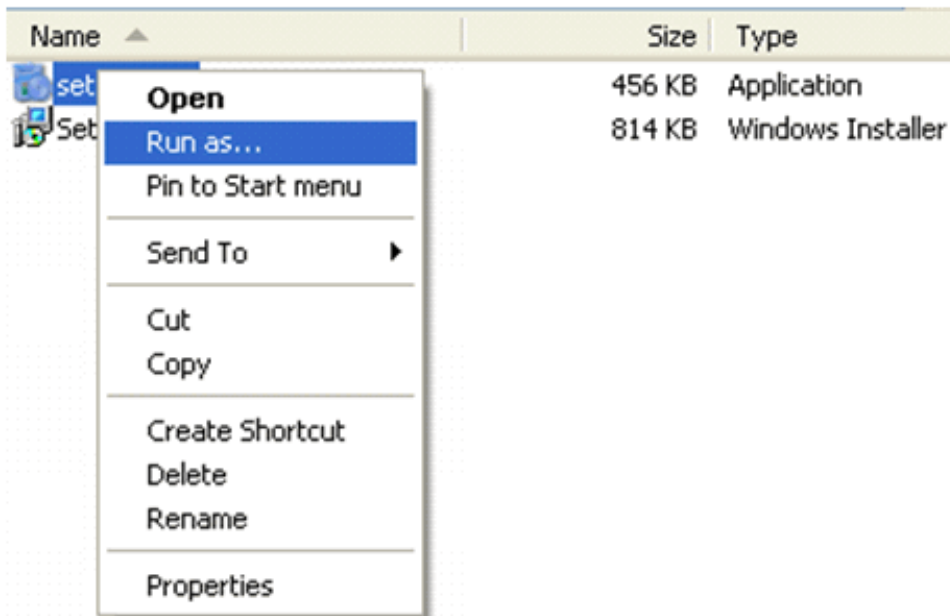 Name Size Type
set 456 KB Application
Set 814 KB Windows Installer
Open
Run as...
Pin to Start menu
Send To
Cut
Copy
Create Shortcut
Delete
Rename
Properties